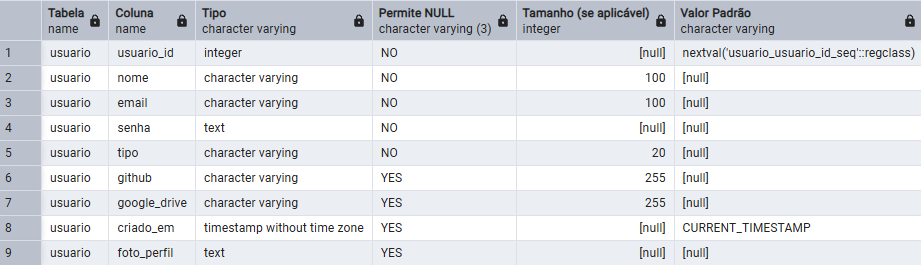 Tabela Coluna Tipo Permite NULL Tamanho (se aplicável) Valor Padrão
name name character varying character varying (3) integer character varying
1 usuario usuario_id integer NO [null] nextval('usuario_usuario_id_seq'::regclass)
2 usuario nome character varying NO 100 [null]
3 usuario email character varying NO 100 [null]
4 usuario senha text NO [null] [null]
5 usuario tipo character varying NO 20 [null]
6 usuario github character varying YES 255 [null]
7 usuario google_drive character varying YES 255 [null]
8 usuario criado_em timestamp without time zone YES [null] CURRENT_TIMESTAMP
9 usuario foto_perfil text YES [null] [null]